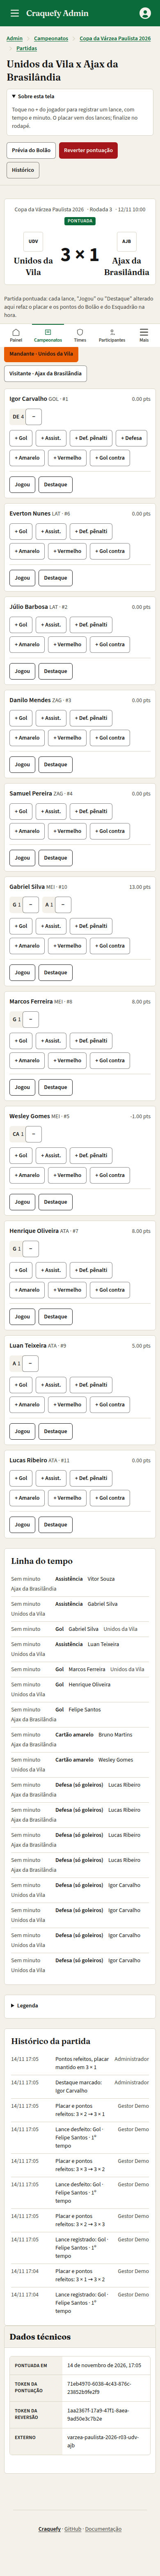 Craquefy Admin
Admin › Campeonatos › Copa da Várzea Paulista 2026
› Partidas
Unidos da Vila x Ajax da
Brasilândia
▼ Sobre esta tela
Toque no + do jogador para registrar um lance, com
tempo e minuto. O placar vem dos lances; finalize no
rodapé.
Prévia do Bolão
Reverter pontuação
Histórico
Copa da Várzea Paulista 2026 · Rodada 3 · 12/11 10:00
PONTUADA
UDV
Unidos da
Vila
3 × 1
AJB
Ajax da
Brasilândia
Partida pontuada: cada lance, "Jogou" ou "Destaque" alterado
aqui refaz o placar e os pontos do Bolão e do Esquadrão na
hora.
Painel
Campeonatos
Times
Participantes
Mais
Mandante · Unidos da Vila
Visitante · Ajax da Brasilândia
Igor Carvalho GOL · #1 0.00 pts
DE 4 −
+ Gol + Assist. + Def. pênalti + Defesa
+ Amarelo + Vermelho + Gol contra
Jogou Destaque
Everton Nunes LAT · #6 0.00 pts
+ Gol + Assist. + Def. pênalti
+ Amarelo + Vermelho + Gol contra
Jogou Destaque
Júlio Barbosa LAT · #2 0.00 pts
+ Gol + Assist. + Def. pênalti
+ Amarelo + Vermelho + Gol contra
Jogou Destaque
Danilo Mendes ZAG · #3 0.00 pts
+ Gol + Assist. + Def. pênalti
+ Amarelo + Vermelho + Gol contra
Jogou Destaque
Samuel Pereira ZAG · #4 0.00 pts
+ Gol + Assist. + Def. pênalti
+ Amarelo + Vermelho + Gol contra
Jogou Destaque
Gabriel Silva MEI · #10 13.00 pts
G 1 − A 1 −
+ Gol + Assist. + Def. pênalti
+ Amarelo + Vermelho + Gol contra
Jogou Destaque
Marcos Ferreira MEI · #8 8.00 pts
G 1 −
+ Gol + Assist. + Def. pênalti
+ Amarelo + Vermelho + Gol contra
Jogou Destaque
Wesley Gomes MEI · #5 -1.00 pts
CA 1 −
+ Gol + Assist. + Def. pênalti
+ Amarelo + Vermelho + Gol contra
Jogou Destaque
Henrique Oliveira ATA · #7 8.00 pts
G 1 −
+ Gol + Assist. + Def. pênalti
+ Amarelo + Vermelho + Gol contra
Jogou Destaque
Luan Teixeira ATA · #9 5.00 pts
A 1 −
+ Gol + Assist. + Def. pênalti
+ Amarelo + Vermelho + Gol contra
Jogou Destaque
Lucas Ribeiro ATA · #11 0.00 pts
+ Gol + Assist. + Def. pênalti
+ Amarelo + Vermelho + Gol contra
Jogou Destaque
Linha do tempo
Sem minuto Assistência Vitor Souza
Ajax da Brasilândia
Sem minuto Assistência Gabriel Silva
Unidos da Vila
Sem minuto Gol Gabriel Silva Unidos da Vila
Sem minuto Assistência Luan Teixeira
Unidos da Vila
Sem minuto Gol Marcos Ferreira Unidos da Vila
Sem minuto Gol Henrique Oliveira
Unidos da Vila
Sem minuto Gol Felipe Santos
Ajax da Brasilândia
Sem minuto Cartão amarelo Bruno Martins
Ajax da Brasilândia
Sem minuto Cartão amarelo Wesley Gomes
Unidos da Vila
Sem minuto Defesa (só goleiros) Lucas Ribeiro
Ajax da Brasilândia
Sem minuto Defesa (só goleiros) Lucas Ribeiro
Ajax da Brasilândia
Sem minuto Defesa (só goleiros) Lucas Ribeiro
Ajax da Brasilândia
Sem minuto Defesa (só goleiros) Lucas Ribeiro
Ajax da Brasilândia
Sem minuto Defesa (só goleiros) Igor Carvalho
Unidos da Vila
Sem minuto Defesa (só goleiros) Igor Carvalho
Unidos da Vila
Sem minuto Defesa (só goleiros) Igor Carvalho
Unidos da Vila
Sem minuto Defesa (só goleiros) Igor Carvalho
Unidos da Vila
▶ Legenda
Histórico da partida
14/11 17:05 Pontos refeitos, placar Administrador
mantido em 3 × 1
14/11 17:05 Destaque marcado: Administrador
Igor Carvalho
14/11 17:05 Placar e pontos Gestor Demo
refeitos: 3 × 2 → 3 × 1
14/11 17:05 Lance desfeito: Gol · Gestor Demo
Felipe Santos · 1º
tempo
14/11 17:05 Placar e pontos Gestor Demo
refeitos: 3 × 3 → 3 × 2
14/11 17:05 Lance desfeito: Gol · Gestor Demo
Felipe Santos · 1º
tempo
14/11 17:05 Placar e pontos Gestor Demo
refeitos: 3 × 2 → 3 × 3
14/11 17:05 Lance registrado: Gol · Gestor Demo
Felipe Santos · 1º
tempo
14/11 17:04 Placar e pontos Gestor Demo
refeitos: 3 × 1 → 3 × 2
14/11 17:04 Lance registrado: Gol · Gestor Demo
Felipe Santos · 1º
tempo
Dados técnicos
PONTUADA EM 14 de novembro de 2026, 17:05
TOKEN DA PONTUAÇÃO 71eb4970-6038-4c43-876c-
23852b9fe2f9
TOKEN DA REVERSÃO 1aa2367f-17a9-47f1-8aea-
9ad50e3c7b2e
EXTERNO varzea-paulista-2026-r03-udv-
ajb
Craquefy · GitHub · Documentação